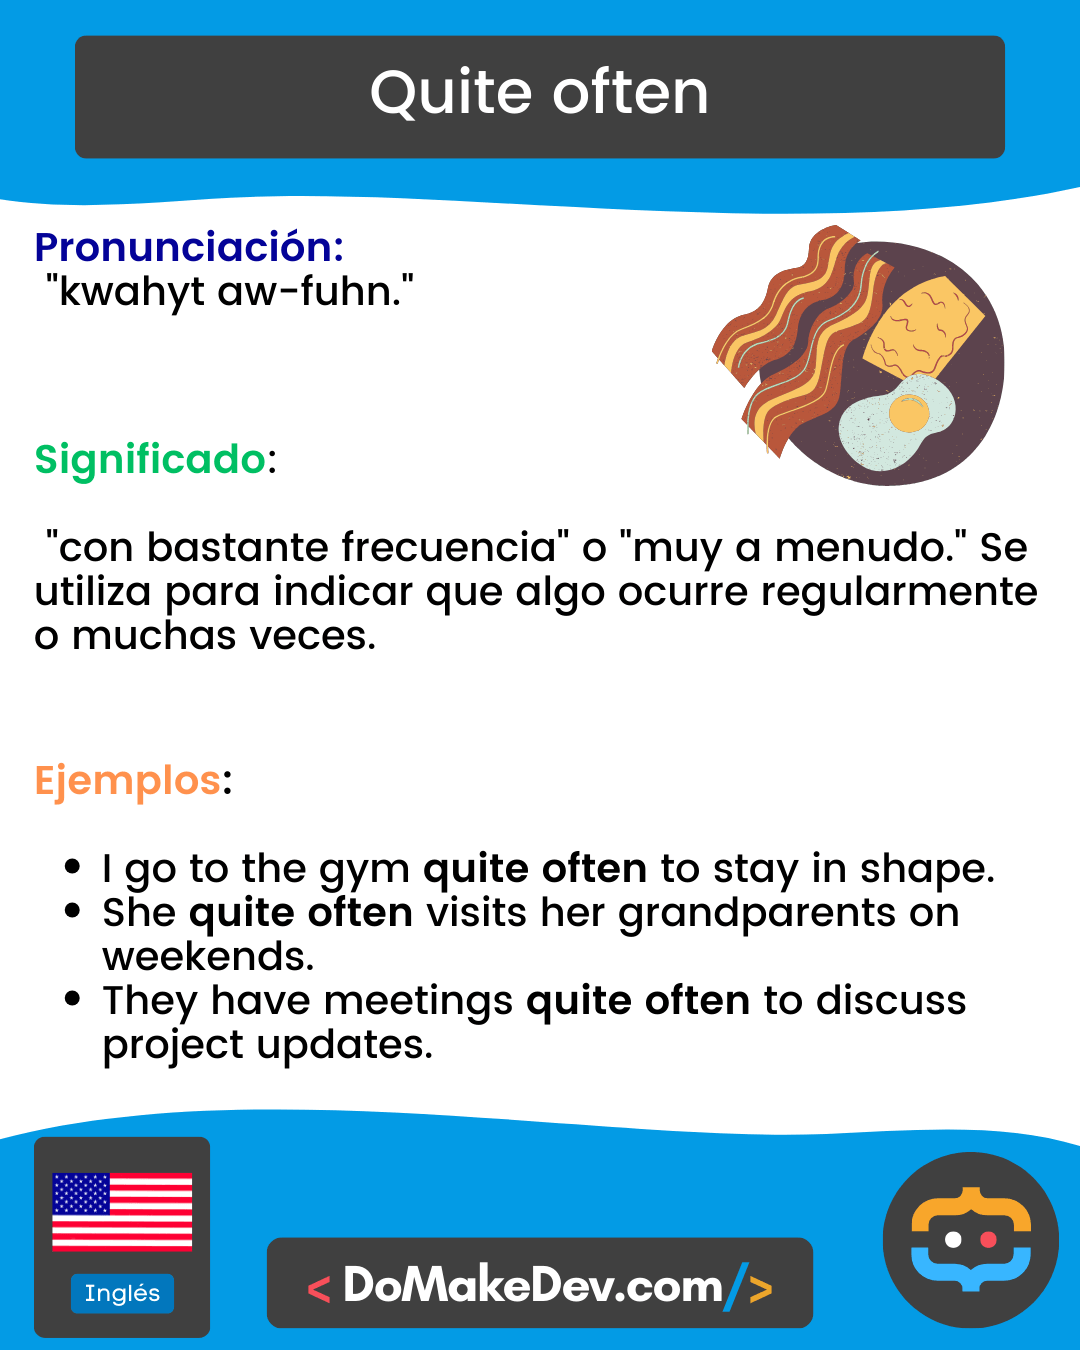 Quite often
Pronunciación:
"kwahyt aw-fuhn."
Significado:
"con bastante frecuencia" o "muy a menudo." Se
utiliza para indicar que algo ocurre regularmente
o muchas veces.
Ejemplos:
• I go to the gym quite often to stay in shape.
• She quite often visits her grandparents on
weekends.
• They have meetings quite often to discuss
project updates.
Inglés
< DoMakeDev.com/>